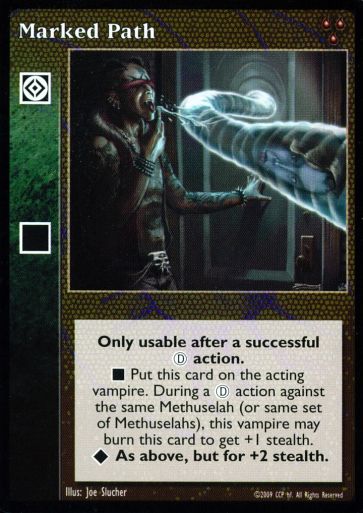 Marked Path
Only usable after a successful
Ⓓ action.
■ Put this card on the acting
vampire. During a Ⓓ action against
the same Methuselah (or same set
of Methuselahs), this vampire may
burn this card to get +1 stealth.
◆ As above, but for +2 stealth.
Illus: Joe Slucher ©2009 CCP hf. All Rights Reserved